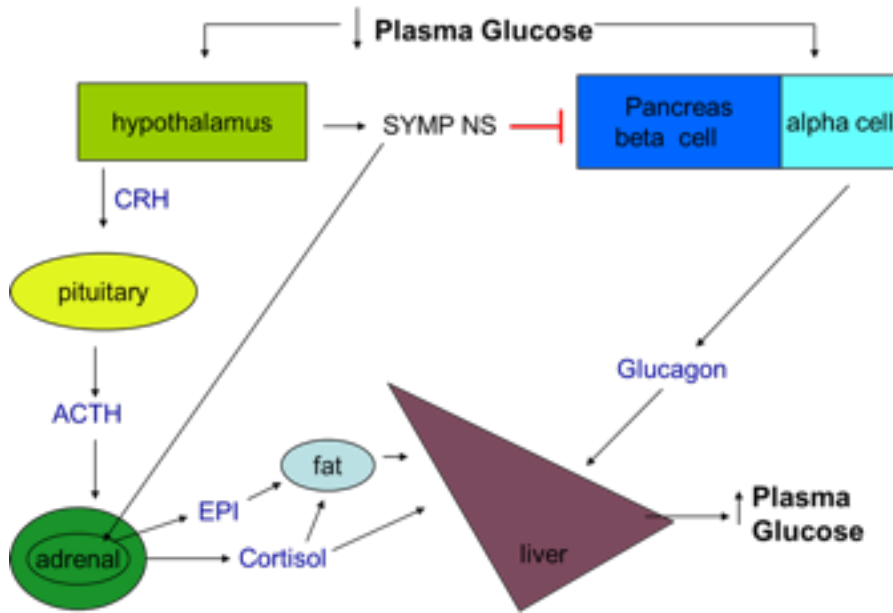 Plasma Glucose
hypothalamus
SYMP NS
Pancreas
beta cell
alpha cell
CRH
pituitary
Glucagon
ACTH
fat
EPI
Plasma
Glucose
adrenal
Cortisol
liver